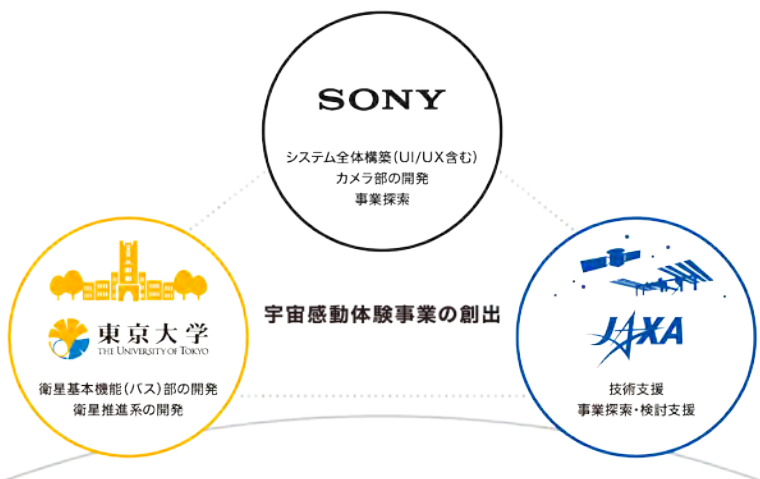 SONY
システム全体構築(UI/UX含む)
カメラ部の開発
事業探索
宇宙感動体験事業の創出
東京大学
THE UNIVERSITY OF TOKYO
衛星基本機能(バス)部の開発
衛星推進系の開発
JAXA
技術支援
事業探索・検討支援